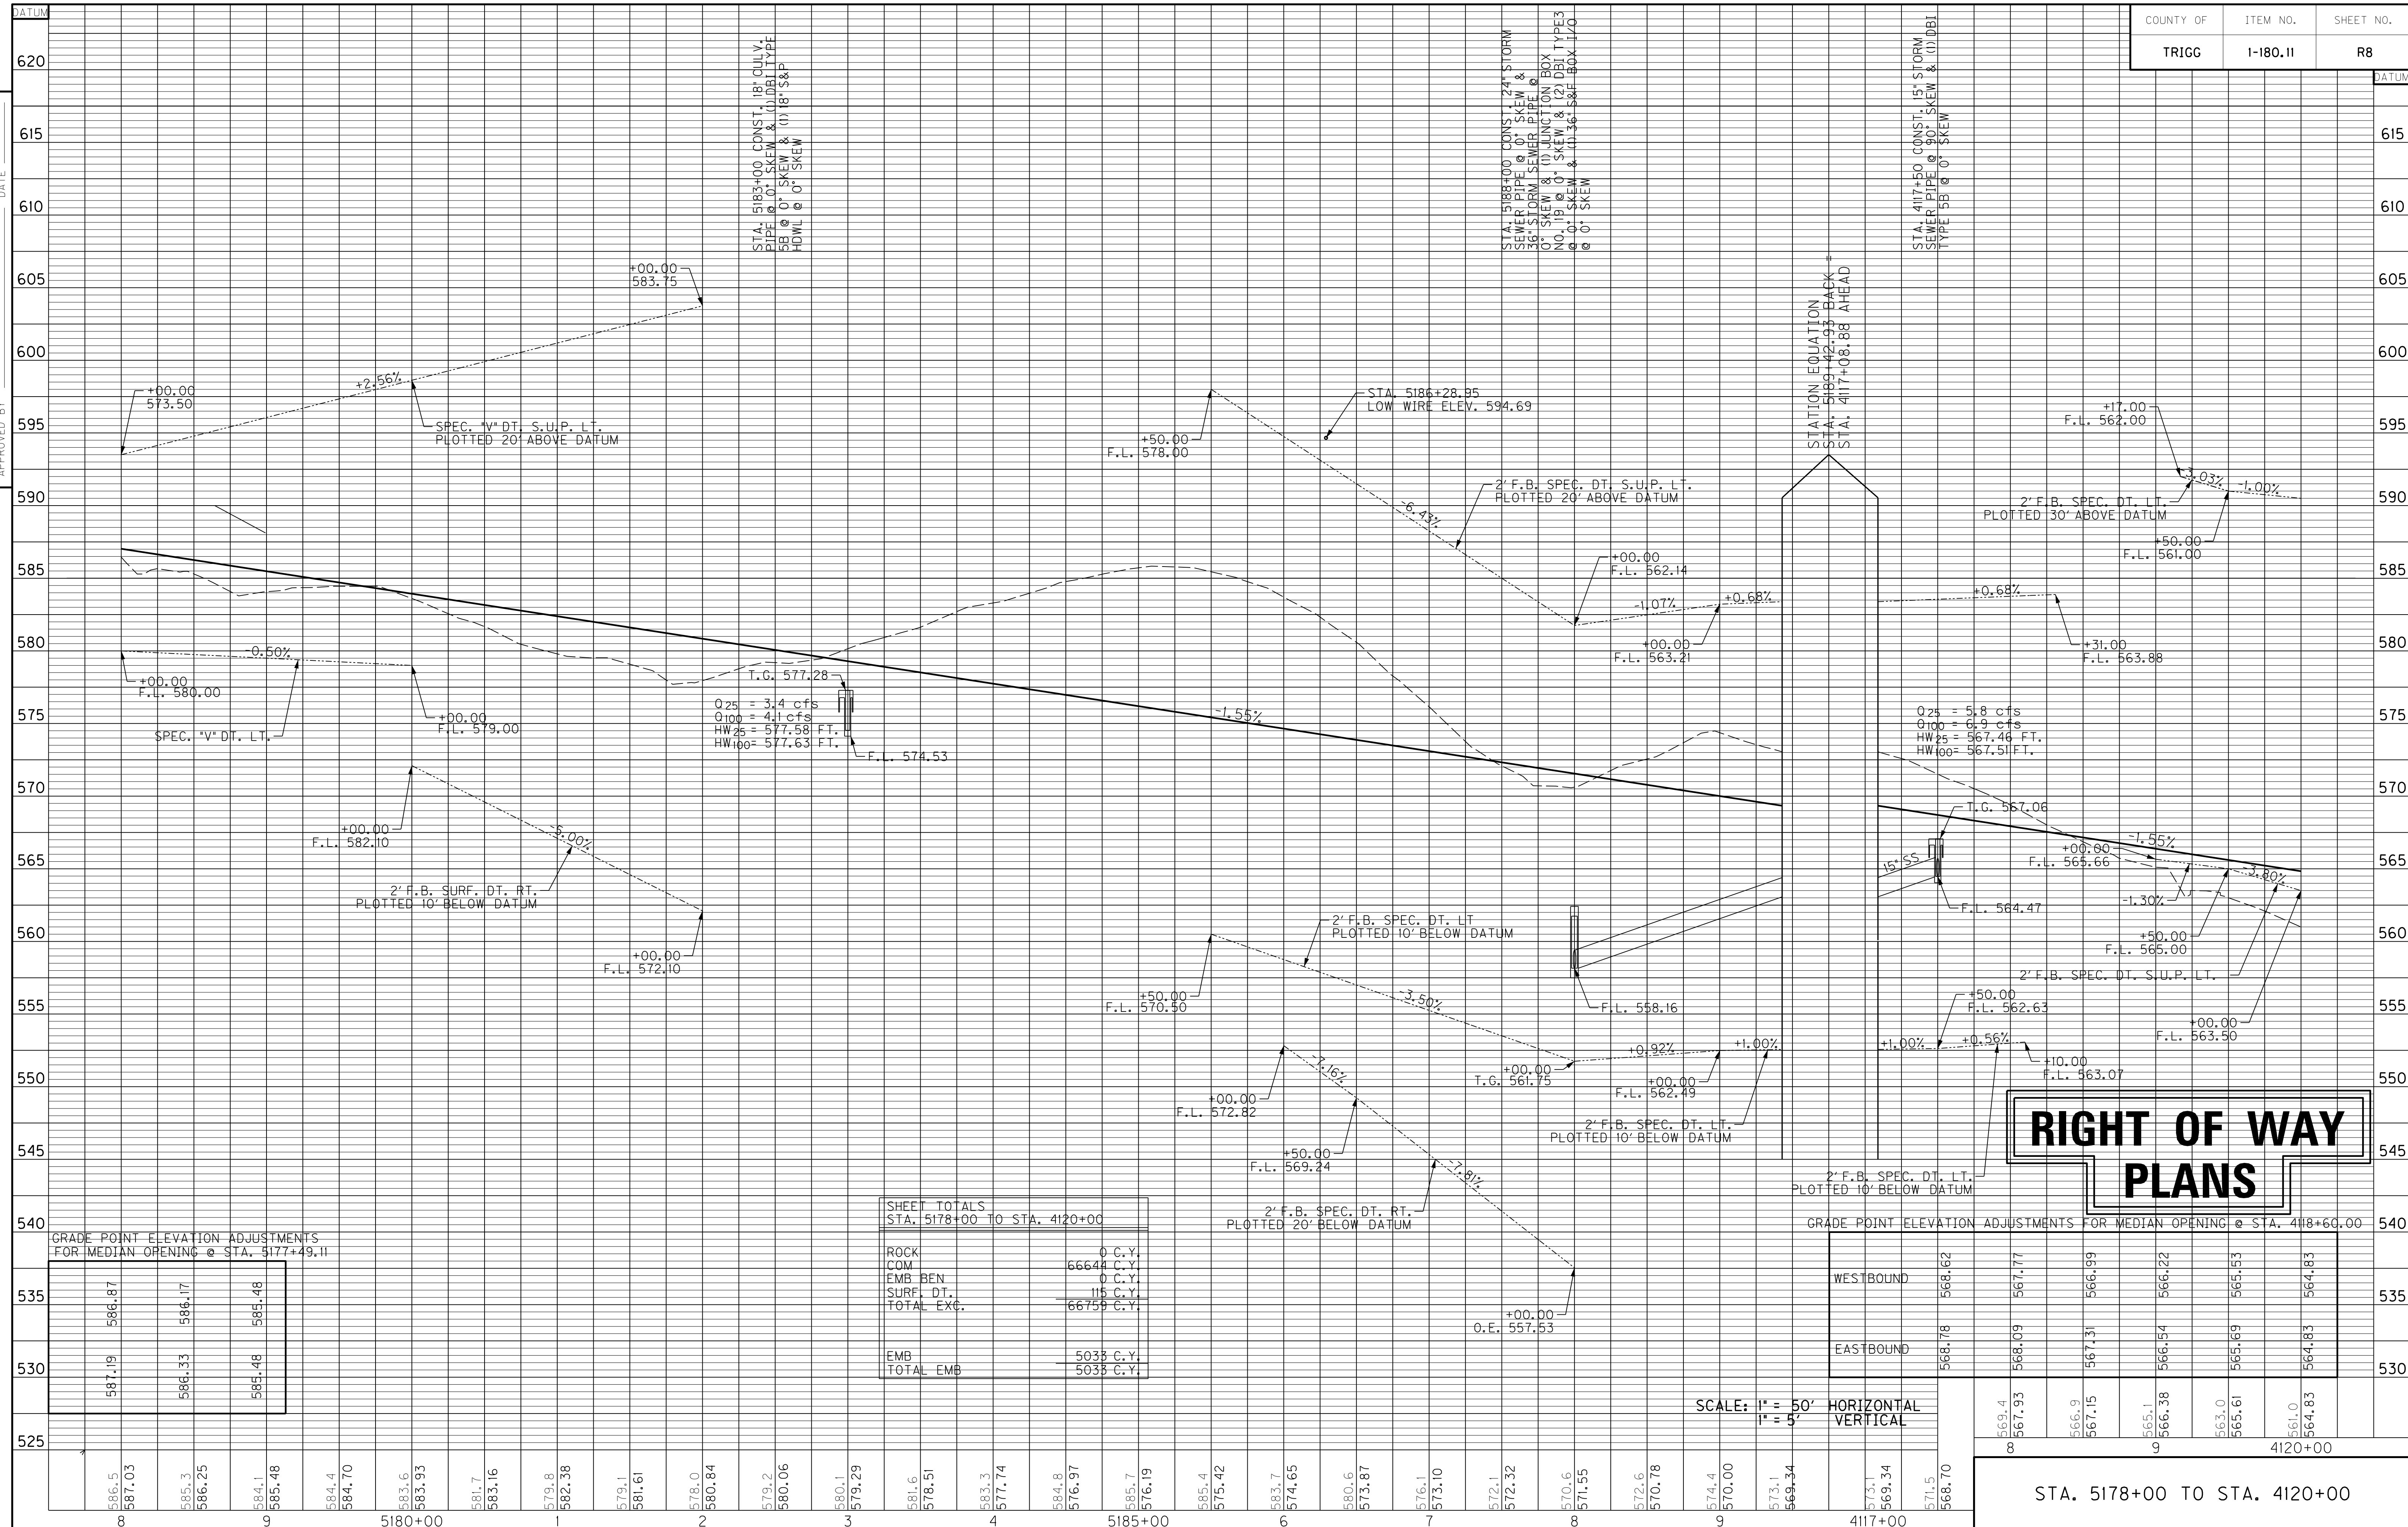 DATUM
COUNTY OF
ITEM NO.
SHEET NO.
TRIGG
1-180.11
R8
DATUM
DATE
APPROVED BY
620
615
610
605
600
595
590
585
580
575
570
565
560
555
550
545
540
535
530
525
615
610
605
600
595
590
585
580
575
570
565
560
555
550
545
540
535
530
STA. 5183+00 CONST. 18" CULV.
PIPE @ 0° SKEW & (1) DBI TYPE
5B @ 0° SKEW & (1) 18" S&P
HDWL @ 0° SKEW
STA. 5188+00 CONST. 24" STORM
SEWER PIPE @ 0° SKEW &
36" STORM SEWER PIPE @
0° SKEW & (1) JUNCTION BOX
NO. 19 @ 0° SKEW & (2) DBI TYPE3
@ 0° SKEW & (1) 36" S&F BOX I/O
@ 0° SKEW
STA. 4117+50 CONST. 15" STORM
SEWER PIPE @ 90° SKEW & (1) DBI
TYPE 5B @ 0° SKEW
STATION EQUATION
STA. 5189+42.93 BACK =
STA. 4117+08.88 AHEAD
+00.00
573.50
+2.56%
+00.00
583.75
SPEC. "V" DT. S.U.P. LT.
PLOTTED 20' ABOVE DATUM
+50.00
F.L. 578.00
STA. 5186+28.95
LOW WIRE ELEV. 594.69
-6.43%
2' F.B. SPEC. DT. S.U.P. LT.
PLOTTED 20' ABOVE DATUM
+00.00
F.L. 562.14
-1.07%
+0.68%
+00.00
F.L. 563.21
+17.00
F.L. 562.00
-3.03%
-1.00%
2' F.B. SPEC. DT. LT.
PLOTTED 30' ABOVE DATUM
+50.00
F.L. 561.00
+0.68%
+31.00
F.L. 563.88
-0.50%
+00.00
F.L. 580.00
SPEC. "V" DT. LT.
+00.00
F.L. 579.00
T.G. 577.28
Q25 = 3.4 cfs
Q100 = 4.1 cfs
HW25 = 577.58 FT.
HW100= 577.63 FT.
F.L. 574.53
-1.55%
Q25 = 5.8 cfs
Q100 = 6.9 cfs
HW25 = 567.46 FT.
HW100= 567.51 FT.
T.G. 567.06
15" SS
F.L. 564.47
-1.55%
+00.00
F.L. 565.66
-3.80%
-1.30%
+50.00
F.L. 565.00
2' F.B. SPEC. DT. S.U.P. LT.
+00.00
F.L. 563.50
+00.00
F.L. 582.10
-5.00%
2' F.B. SURF. DT. RT.
PLOTTED 10' BELOW DATUM
+00.00
F.L. 572.10
2' F.B. SPEC. DT. LT
PLOTTED 10' BELOW DATUM
+50.00
F.L. 570.50
-3.50%
F.L. 558.16
+00.00
T.G. 561.75
+0.92%
+1.00%
+00.00
F.L. 562.49
2' F.B. SPEC. DT. LT.
PLOTTED 10' BELOW DATUM
+1.00%
+50.00
F.L. 562.63
+0.56%
+10.00
F.L. 563.07
2' F.B. SPEC. DT. LT.
PLOTTED 10' BELOW DATUM
+00.00
F.L. 572.82
-7.16%
+50.00
F.L. 569.24
-7.81%
2' F.B. SPEC. DT. RT.
PLOTTED 20' BELOW DATUM
+00.00
O.E. 557.53
RIGHT OF WAY
PLANS
GRADE POINT ELEVATION ADJUSTMENTS
FOR MEDIAN OPENING @ STA. 5177+49.11
586.87 586.17 585.48
587.19 586.33 585.48
SHEET TOTALS
STA. 5178+00 TO STA. 4120+00
ROCK 0 C.Y.
COM 66644 C.Y.
EMB BEN 0 C.Y.
SURF. DT. 115 C.Y.
TOTAL EXC. 66759 C.Y.
EMB 5033 C.Y.
TOTAL EMB 5033 C.Y.
GRADE POINT ELEVATION ADJUSTMENTS FOR MEDIAN OPENING @ STA. 4118+60.00
WESTBOUND 568.62 567.77 566.99 566.22 565.53 564.83
EASTBOUND 568.78 568.09 567.31 566.54 565.69 564.83
SCALE: 1" = 50' HORIZONTAL
1" = 5' VERTICAL
586.5 585.3 584.1 584.4 583.6 581.7 579.8 579.1 578.0 579.2 580.1 581.6 583.3 584.8 585.7 585.4 583.7 580.6 576.1 572.1 570.6 572.6 574.4 573.1 573.1 571.5
587.03 586.25 585.48 584.70 583.93 583.16 582.38 581.61 580.84 580.06 579.29 578.51 577.74 576.97 576.19 575.42 574.65 573.87 573.10 572.32 571.55 570.78 570.00 569.34 569.34 568.70
569.4 566.9 565.1 563.0 561.0
567.93 567.15 566.38 565.61 564.83
8 9 4120+00
8 9 5180+00 1 2 3 4 5185+00 6 7 8 9 4117+00
STA. 5178+00 TO STA. 4120+00